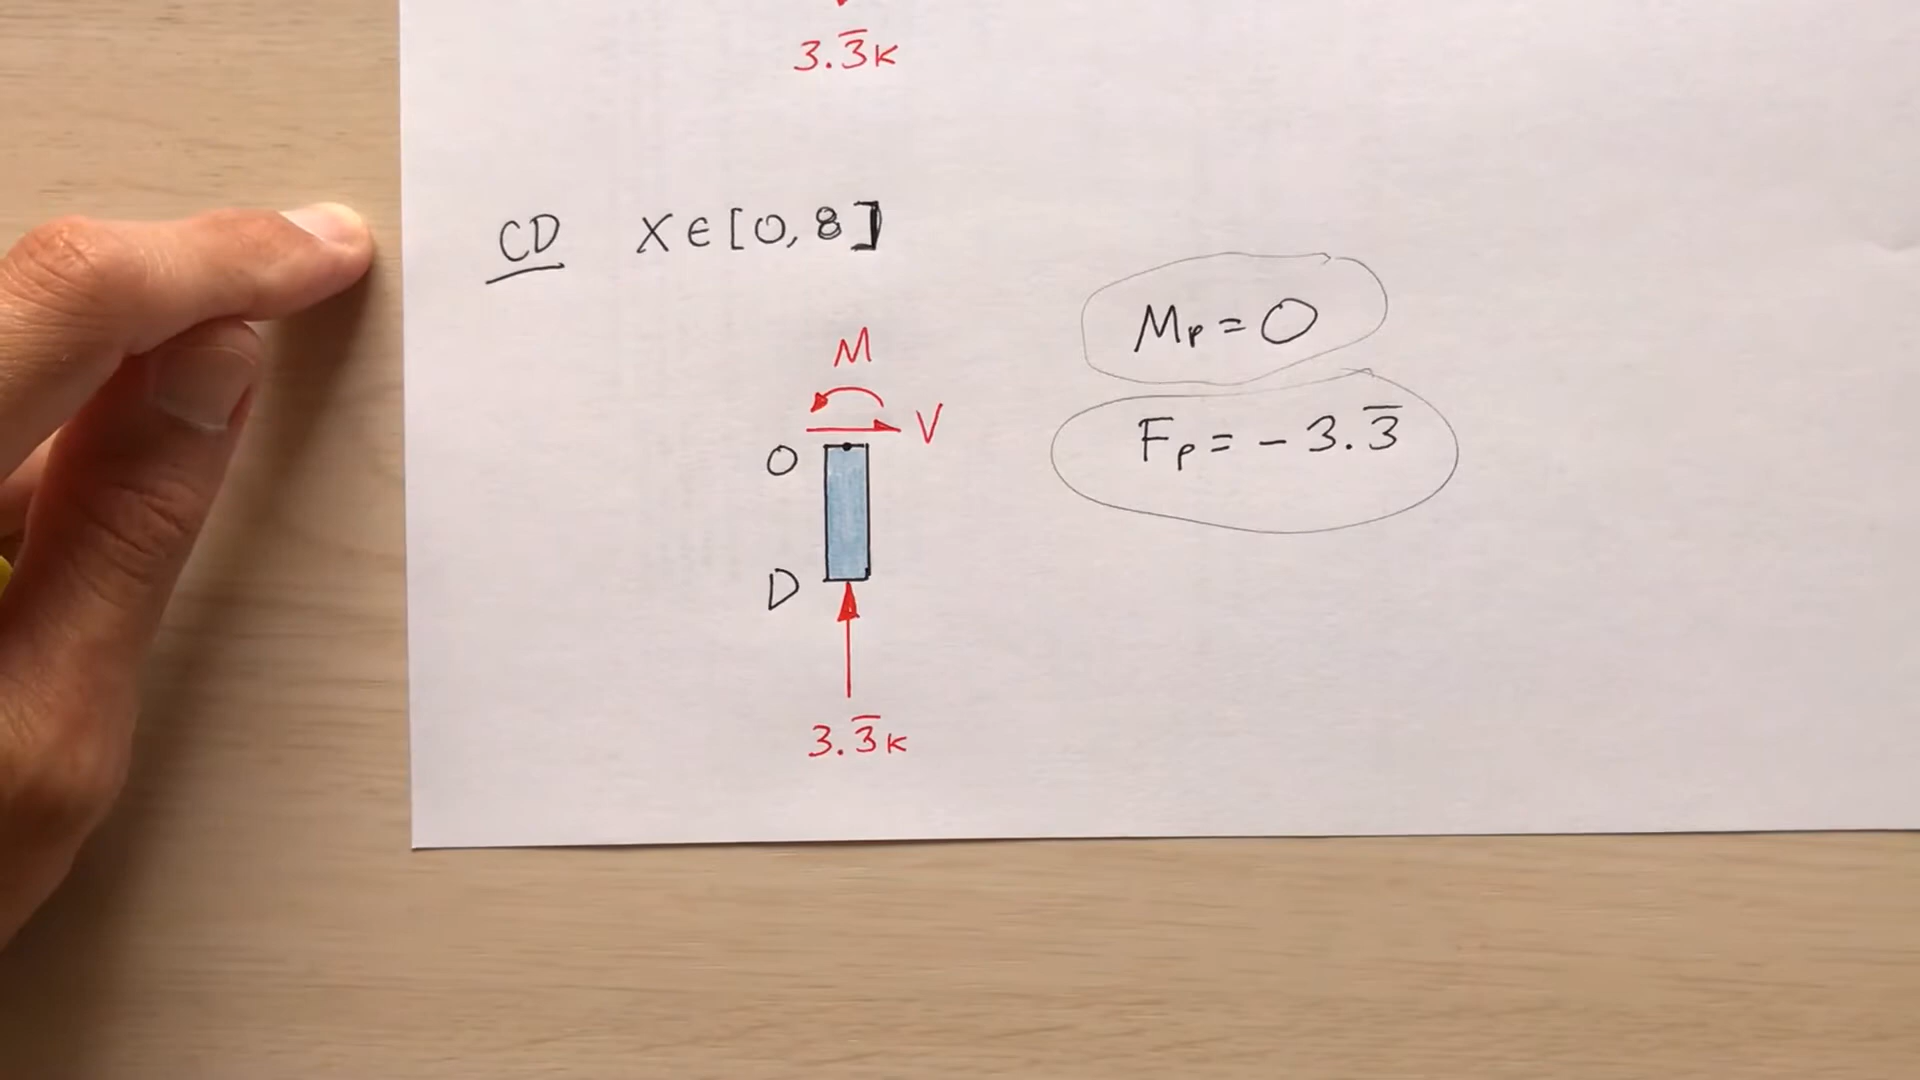 3.3̅K
CD X∈[0,8]
M
V
O
D
3.3̅K
Mₚ=0
Fₚ=-3.3̅